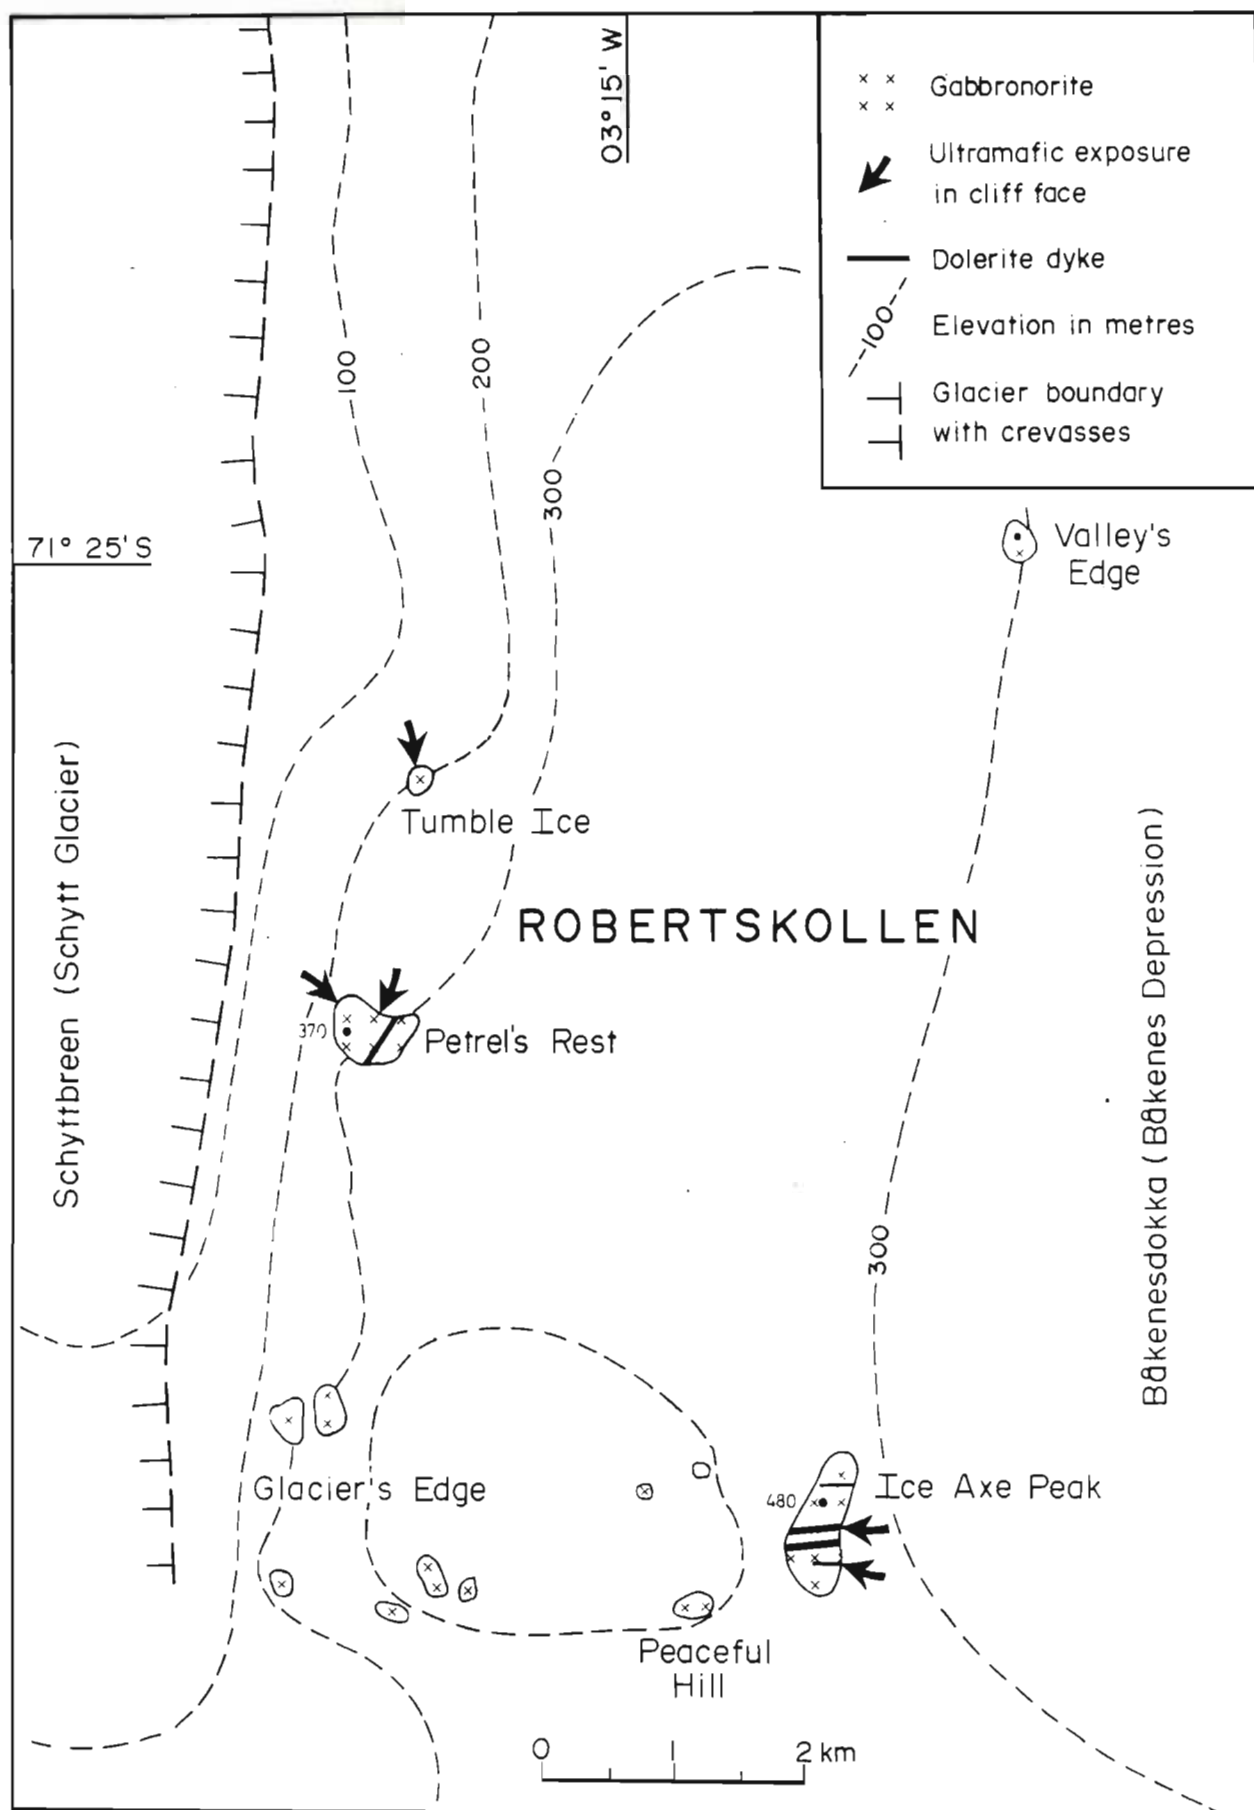 03° 15' W
Gabbronorite
Ultramafic exposure
in cliff face
Dolerite dyke
100
Elevation in metres
Glacier boundary
with crevasses
100
200
300
71° 25'S
Valley's
Edge
Schyttbreen (Schytt Glacier)
Tumble Ice
ROBERTSKOLLEN
Båkenesdokka (Båkenes Depression)
370
Petrel's Rest
300
Glacier's Edge
480
Ice Axe Peak
Peaceful
Hill
0 1 2 km